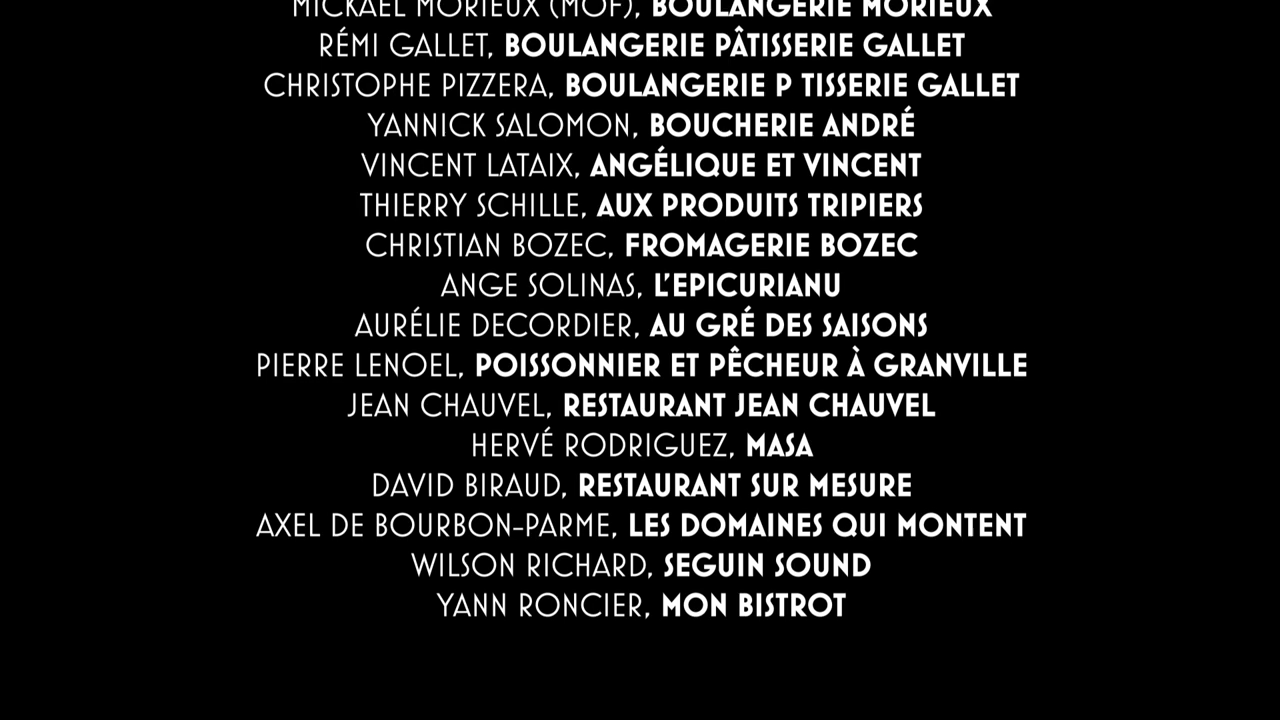 MICKAËL MORIEUX (MOF), BOULANGERIE MORIEUX
RÉMI GALLET, BOULANGERIE PÂTISSERIE GALLET
CHRISTOPHE PIZZERA, BOULANGERIE P TISSERIE GALLET
YANNICK SALOMON, BOUCHERIE ANDRÉ
VINCENT LATAIX, ANGÉLIQUE ET VINCENT
THIERRY SCHILLE, AUX PRODUITS TRIPIERS
CHRISTIAN BOZEC, FROMAGERIE BOZEC
ANGE SOLINAS, L'EPICURIANU
AURÉLIE DECORDIER, AU GRÉ DES SAISONS
PIERRE LENOEL, POISSONNIER ET PÊCHEUR À GRANVILLE
JEAN CHAUVEL, RESTAURANT JEAN CHAUVEL
HERVÉ RODRIGUEZ, MASA
DAVID BIRAUD, RESTAURANT SUR MESURE
AXEL DE BOURBON-PARME, LES DOMAINES QUI MONTENT
WILSON RICHARD, SEGUIN SOUND
YANN RONCIER, MON BISTROT